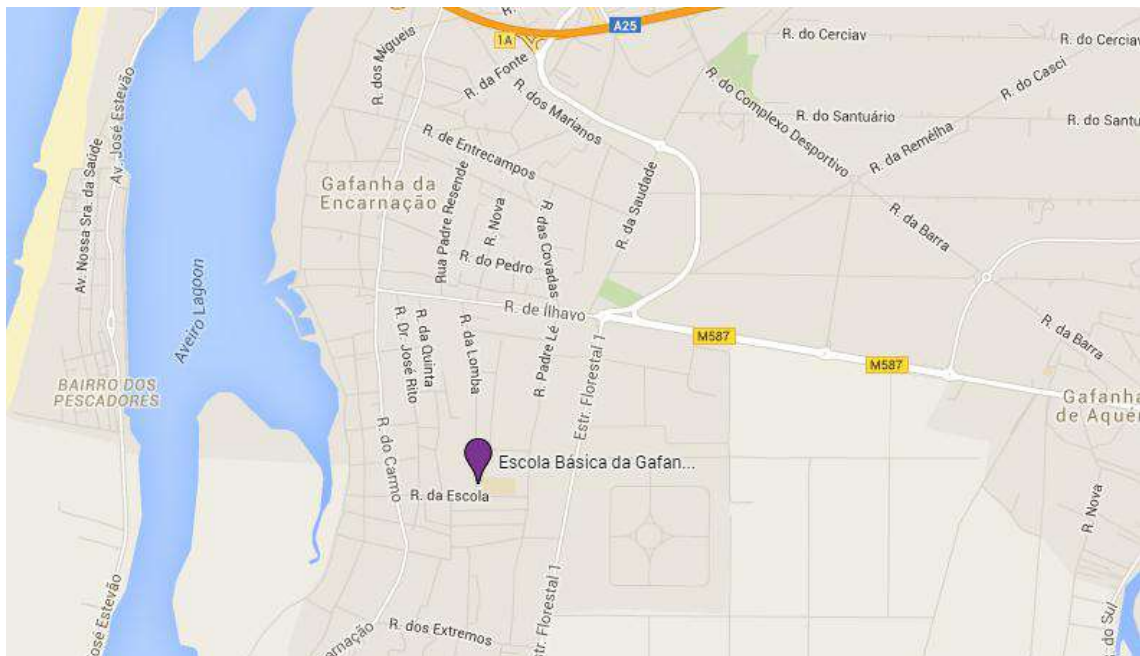 A25
1A
R. do Cerciav
R. do Cerciav
R. dos Migueis
R. da Fonte
R. dos Marianos
R. do Complexo Desportivo
R. do Casci
R. do Santuário
R. do Santu
R. da Remêlha
R. de Entrecampos
Gafanha da
Encarnação
Rua Padre Resende
R. Nova
R. das Covadas
R. da Saudade
R. da Barra
R. do Pedro
Av. José Estevão
Av. Nossa Sra. da Saúde
Aveiro Lagoon
R. de Ílhavo
M587
M587
R. da Barra
R. Dr. José Rito
R. da Quinta
R. da Lomba
R. Padre Lé
Estr. Florestal 1
BAIRRO DOS
PESCADORES
Gafanha
de Aqué
R. do Carmo
Escola Básica da Gafan...
R. da Escola
R. Nova
José Estevão
Estr. Florestal 1
rnação
R. dos Extremos
do Sul